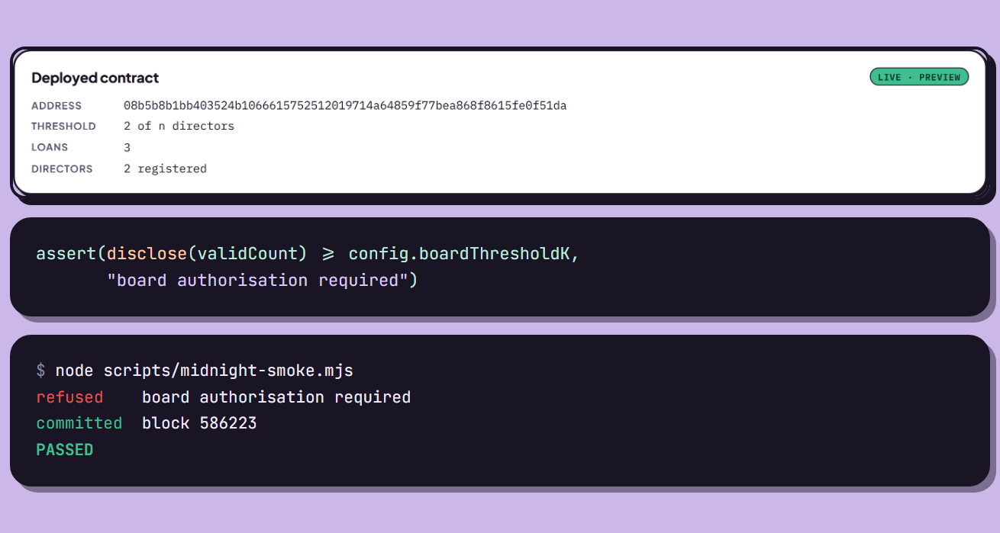 Deployed contract
LIVE · PREVIEW
ADDRESS 08b5b8b1bb403524b1066615752512019714a64859f77bea868f8615fe0f51da
THRESHOLD 2 of n directors
LOANS 3
DIRECTORS 2 registered
assert(disclose(validCount) ≥ config.boardThresholdK,
"board authorisation required")
$ node scripts/midnight-smoke.mjs
refused board authorisation required
committed block 586223
PASSED